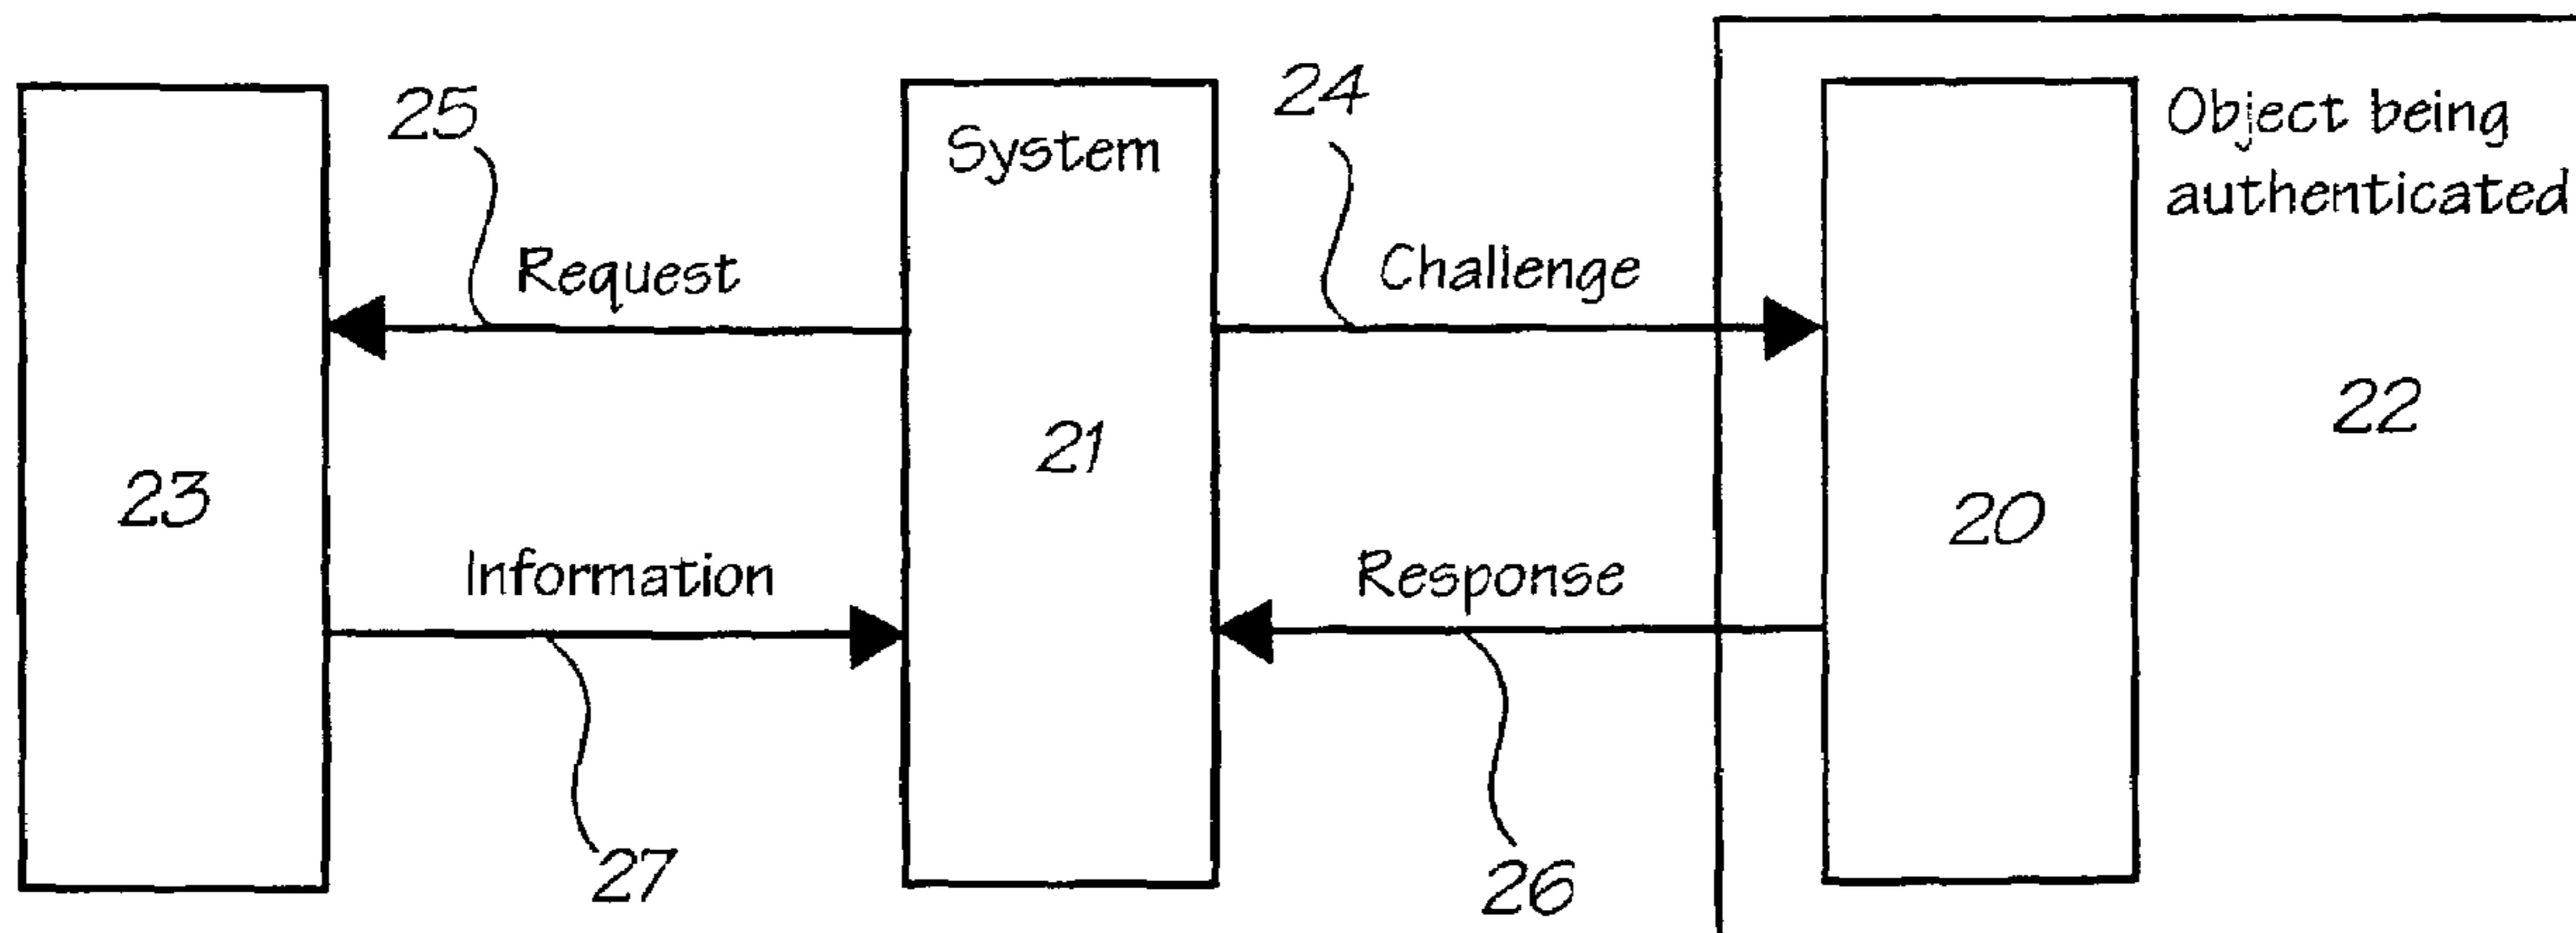 25
System
24
Object being
authenticated
Request
Challenge
22
21
23
20
Information
Response
27
26